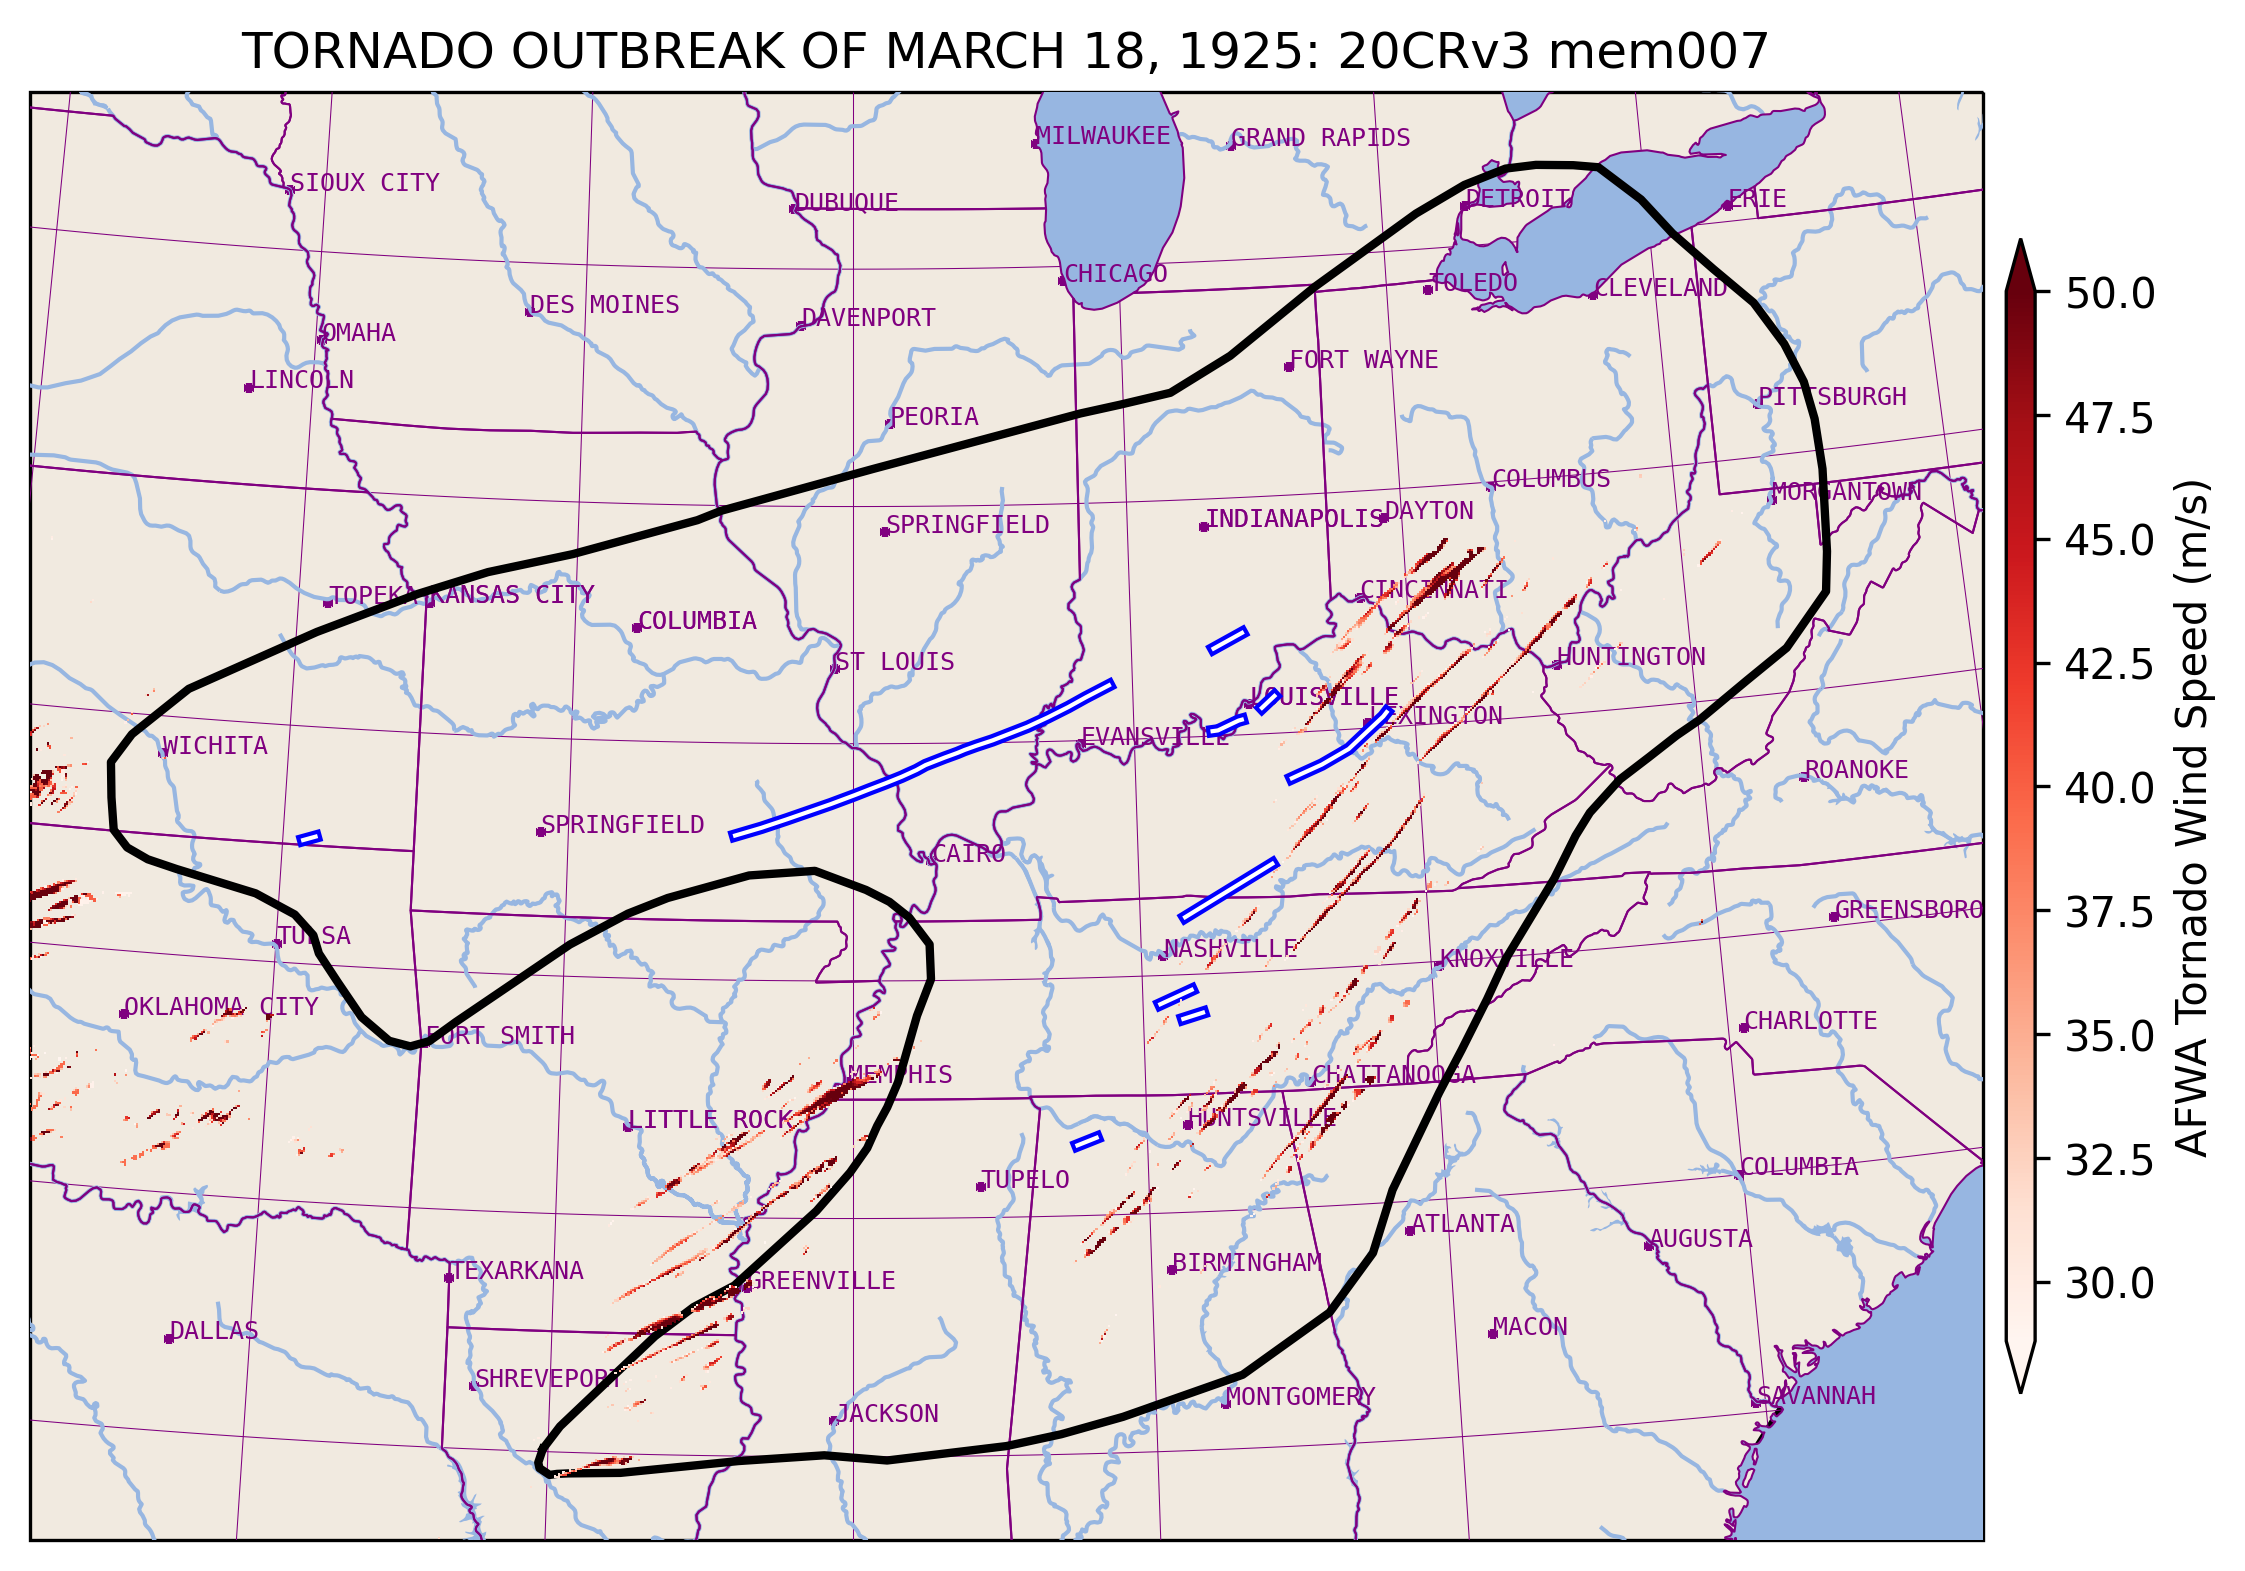 TORNADO OUTBREAK OF MARCH 18, 1925: 20CRv3 mem007
MILWAUKEE
GRAND RAPIDS
SIOUX CITY
DUBUQUE
DETROIT
ERIE
CHICAGO
TOLEDO
CLEVELAND
DES MOINES
DAVENPORT
OMAHA
FORT WAYNE
LINCOLN
PITTSBURGH
PEORIA
COLUMBUS
MORGANTOWN
SPRINGFIELD
INDIANAPOLIS
DAYTON
TOPEKA
KANSAS CITY
CINCINNATI
COLUMBIA
ST LOUIS
HUNTINGTON
LOUISVILLE
LEXINGTON
WICHITA
EVANSVILLE
ROANOKE
SPRINGFIELD
CAIRO
GREENSBORO
TULSA
NASHVILLE
KNOXVILLE
OKLAHOMA CITY
CHARLOTTE
FORT SMITH
MEMPHIS
CHATTANOOGA
LITTLE ROCK
HUNTSVILLE
COLUMBIA
TUPELO
ATLANTA
AUGUSTA
TEXARKANA
GREENVILLE
BIRMINGHAM
DALLAS
MACON
SHREVEPORT
MONTGOMERY
SAVANNAH
JACKSON
50.0
47.5
45.0
42.5
40.0
37.5
35.0
32.5
30.0
AFWA Tornado Wind Speed (m/s)